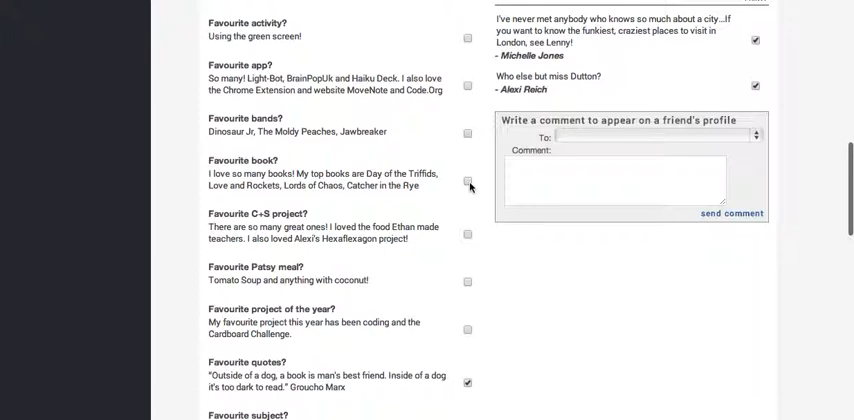 Favourite activity?
Using the green screen!
Favourite app?
So many! Light-Bot, BrainPopUk and Haiku Deck. I also love
the Chrome Extension and website MoveNote and Code.Org
Favourite bands?
Dinosaur Jr, The Moldy Peaches, Jawbreaker
Favourite book?
I love so many books! My top books are Day of the Triffids,
Love and Rockets, Lords of Chaos, Catcher in the Rye
Favourite C+S project?
There are so many great ones! I loved the food Ethan made
teachers. I also loved Alexi's Hexaflexagon project!
Favourite Patsy meal?
Tomato Soup and anything with coconut!
Favourite project of the year?
My favourite project this year has been coding and the
Cardboard Challenge.
Favourite quotes?
"Outside of a dog, a book is man's best friend. Inside of a dog
it's too dark to read." Groucho Marx
Favourite subject?
I've never met anybody who knows so much about a city...If
you want to know the funkiest, craziest places to visit in
London, see Lenny!
- Michelle Jones
Who else but miss Dutton?
- Alexi Reich
Write a comment to appear on a friend's profile
To:
Comment:
send comment